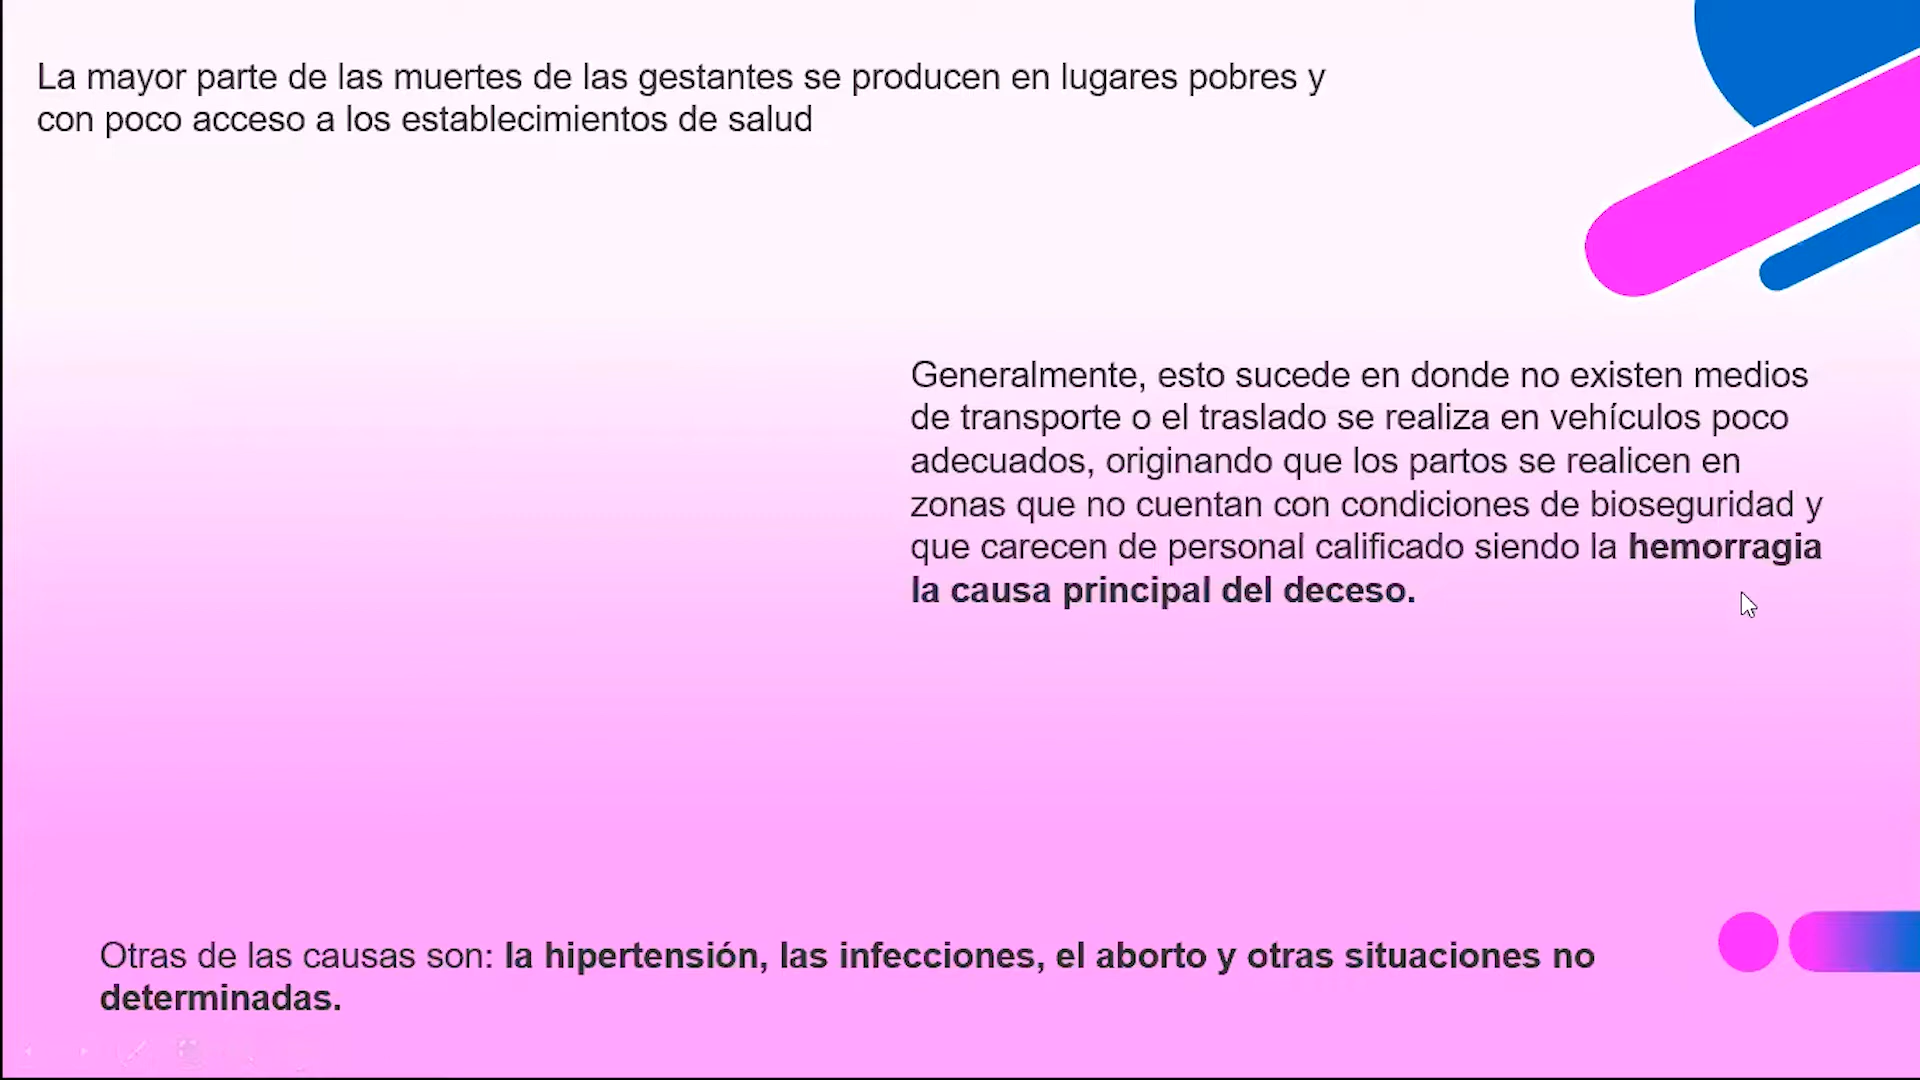 La mayor parte de las muertes de las gestantes se producen en lugares pobres y
con poco acceso a los establecimientos de salud
Generalmente, esto sucede en donde no existen medios
de transporte o el traslado se realiza en vehículos poco
adecuados, originando que los partos se realicen en
zonas que no cuentan con condiciones de bioseguridad y
que carecen de personal calificado siendo la hemorragia
la causa principal del deceso.
Otras de las causas son: la hipertensión, las infecciones, el aborto y otras situaciones no
determinadas.